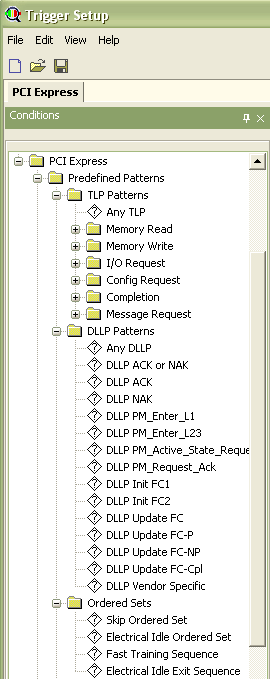 Trigger Setup
File Edit View Help
PCI Express
Conditions
PCI Express
Predefined Patterns
TLP Patterns
Any TLP
Memory Read
Memory Write
I/O Request
Config Request
Completion
Message Request
DLLP Patterns
Any DLLP
DLLP ACK or NAK
DLLP ACK
DLLP NAK
DLLP PM_Enter_L1
DLLP PM_Enter_L23
DLLP PM_Active_State_Reque
DLLP PM_Request_Ack
DLLP Init FC1
DLLP Init FC2
DLLP Update FC
DLLP Update FC-P
DLLP Update FC-NP
DLLP Update FC-Cpl
DLLP Vendor Specific
Ordered Sets
Skip Ordered Set
Electrical Idle Ordered Set
Fast Training Sequence
Electrical Idle Exit Sequence